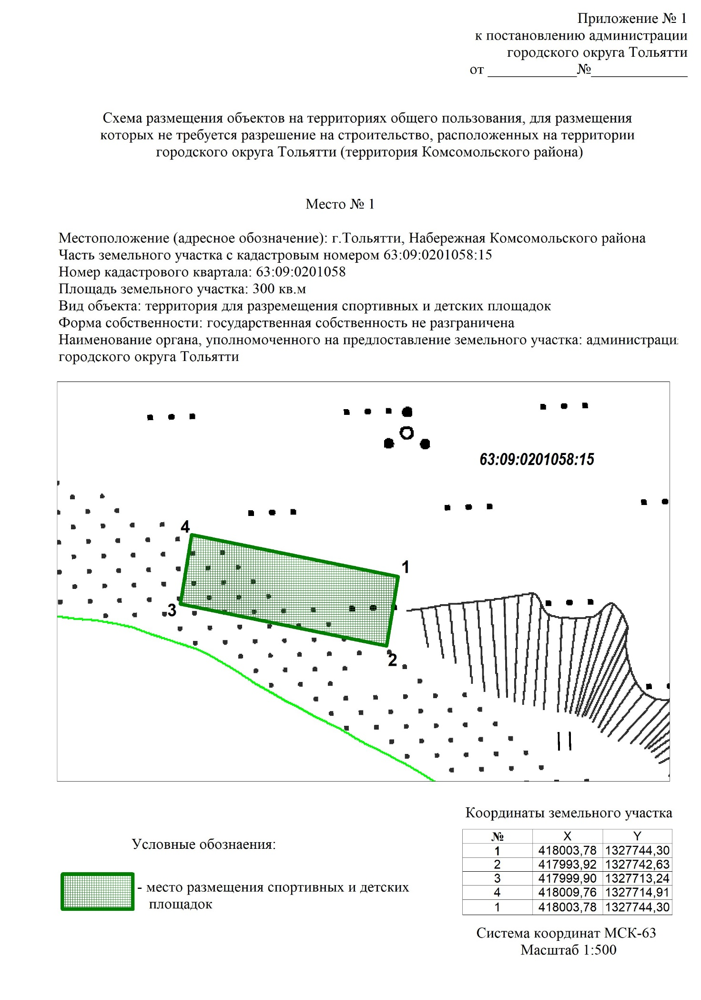 Приложение № 1
к постановлению администрации
городского округа Тольятти
от ____________№_____________
Схема размещения объектов на территориях общего пользования, для размещения
которых не требуется разрешение на строительство, расположенных на территории
городского округа Тольятти (территория Комсомольского района)
Место № 1
Местоположение (адресное обозначение): г.Тольятти, Набережная Комсомольского района
Часть земельного участка с кадастровым номером 63:09:0201058:15
Номер кадастрового квартала: 63:09:0201058
Площадь земельного участка: 300 кв.м
Вид объекта: территория для разремещения спортивных и детских площадок
Форма собственности: государственная собственность не разграничена
Наименование органа, уполномоченного на предлоставление земельного участка: администраци
городского округа Тольятти
63:09:0201058:15
4
1
3
2
Координаты земельного участка
№ X Y
1 418003,78 1327744,30
2 417993,92 1327742,63
3 417999,90 1327713,24
4 418009,76 1327714,91
1 418003,78 1327744,30
Система координат МСК-63
Масштаб 1:500
Условные обознаения:
- место размещения спортивных и детских
площадок